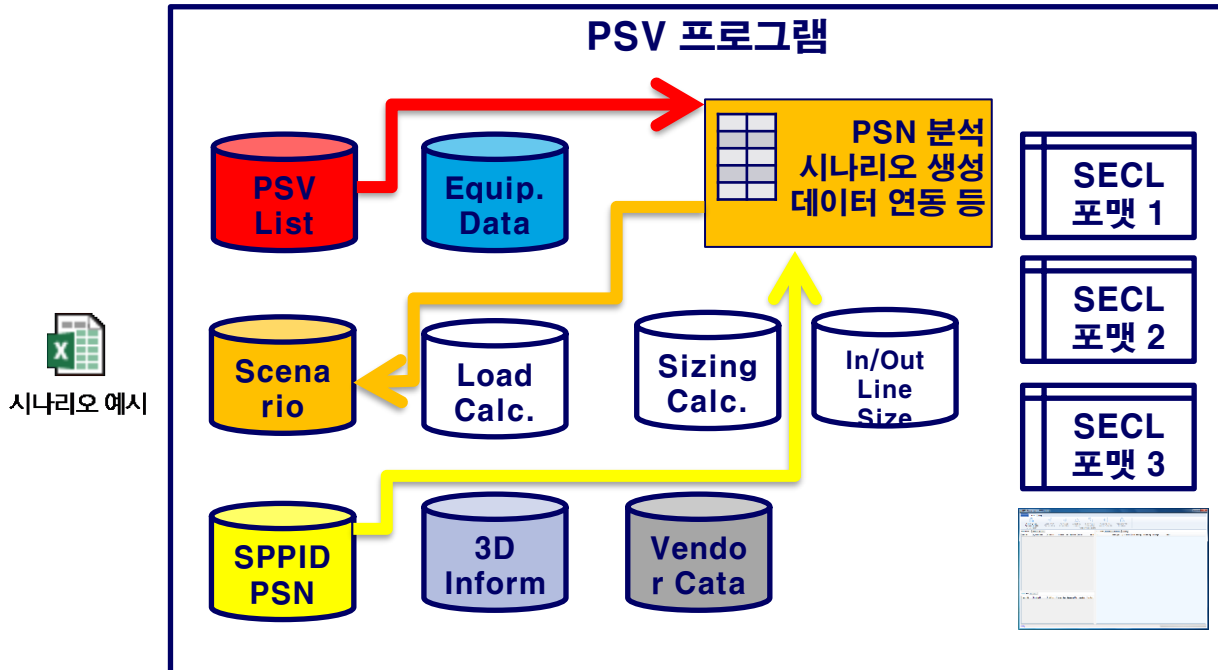 PSV 프로그램
PSV
List
Equip.
Data
PSN 분석
시나리오 생성
데이터 연동 등
SECL
포맷 1
SECL
포맷 2
SECL
포맷 3
시나리오 예시
Scena
rio
Load
Calc.
Sizing
Calc.
In/Out
Line
Size
SPPID
PSN
3D
Inform
Vendo
r Cata